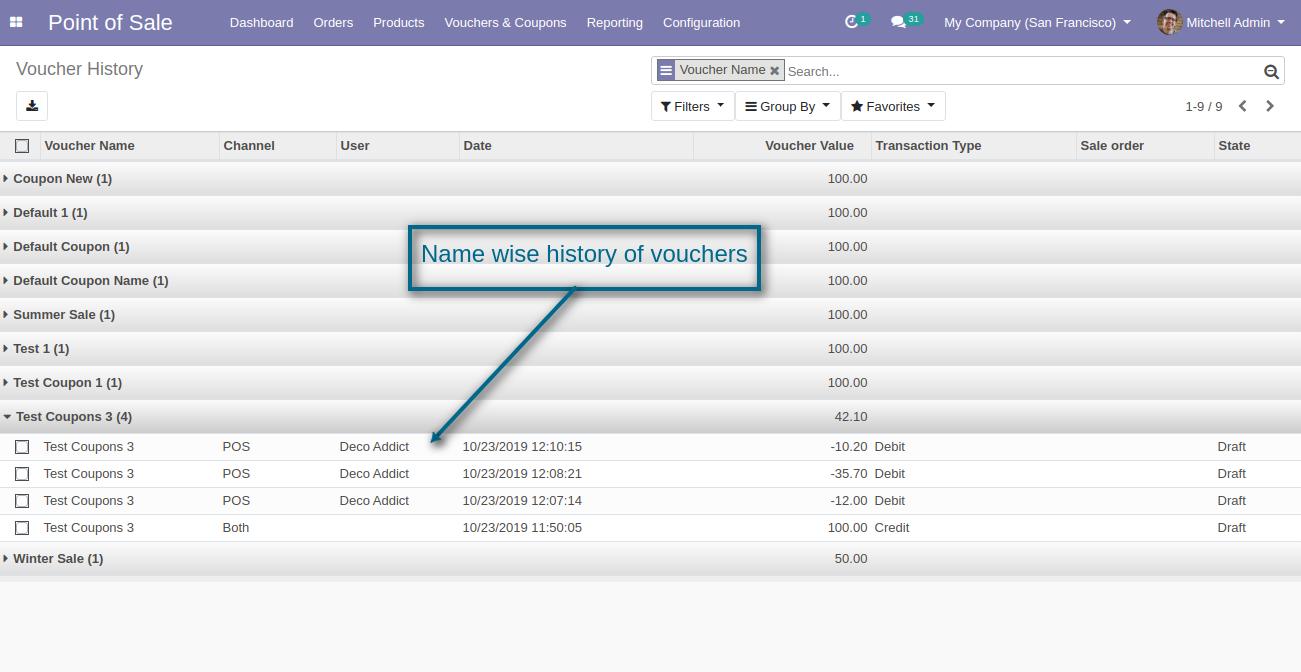 Point of Sale Dashboard Orders Products Vouchers & Coupons Reporting Configuration 1 31 My Company (San Francisco) Mitchell Admin
Voucher History
Voucher Name Search...
Filters Group By Favorites 1-9 / 9
Voucher Name Channel User Date Voucher Value Transaction Type Sale order State
Coupon New (1) 100.00
Default 1 (1) 100.00
Default Coupon (1) 100.00
Name wise history of vouchers
Default Coupon Name (1) 100.00
Summer Sale (1) 100.00
Test 1 (1) 100.00
Test Coupon 1 (1) 100.00
Test Coupons 3 (4) 42.10
Test Coupons 3 POS Deco Addict 10/23/2019 12:10:15 -10.20 Debit Draft
Test Coupons 3 POS Deco Addict 10/23/2019 12:08:21 -35.70 Debit Draft
Test Coupons 3 POS Deco Addict 10/23/2019 12:07:14 -12.00 Debit Draft
Test Coupons 3 Both 10/23/2019 11:50:05 100.00 Credit Draft
Winter Sale (1) 50.00